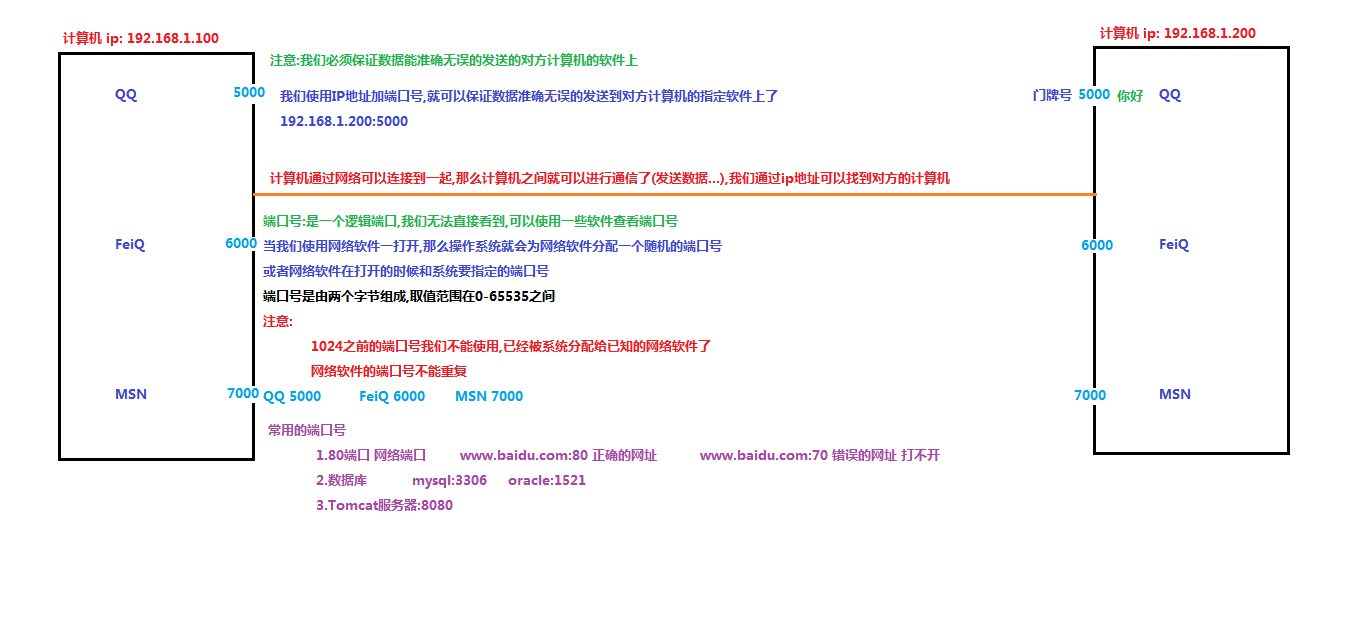 计算机 ip: 192.168.1.100
计算机 ip: 192.168.1.200
注意:我们必须保证数据能准确无误的发送的对方计算机的软件上
QQ 5000 我们使用IP地址加端口号,就可以保证数据准确无误的发送到对方计算机的指定软件上了 门牌号 5000 你好 QQ
192.168.1.200:5000
计算机通过网络可以连接到一起,那么计算机之间就可以进行通信了(发送数据...),我们通过ip地址可以找到对方的计算机
端口号:是一个逻辑端口,我们无法直接看到,可以使用一些软件查看端口号
FeiQ 6000 当我们使用网络软件一打开,那么操作系统就会为网络软件分配一个随机的端口号 6000 FeiQ
或者网络软件在打开的时候和系统要指定的端口号
端口号是由两个字节组成,取值范围在0-65535之间
注意:
1024之前的端口号我们不能使用,已经被系统分配给已知的网络软件了
网络软件的端口号不能重复
MSN 7000 QQ 5000 FeiQ 6000 MSN 7000 7000 MSN
常用的端口号
1.80端口 网络端口 www.baidu.com:80 正确的网址 www.baidu.com:70 错误的网址 打不开
2.数据库 mysql:3306 oracle:1521
3.Tomcat服务器:8080